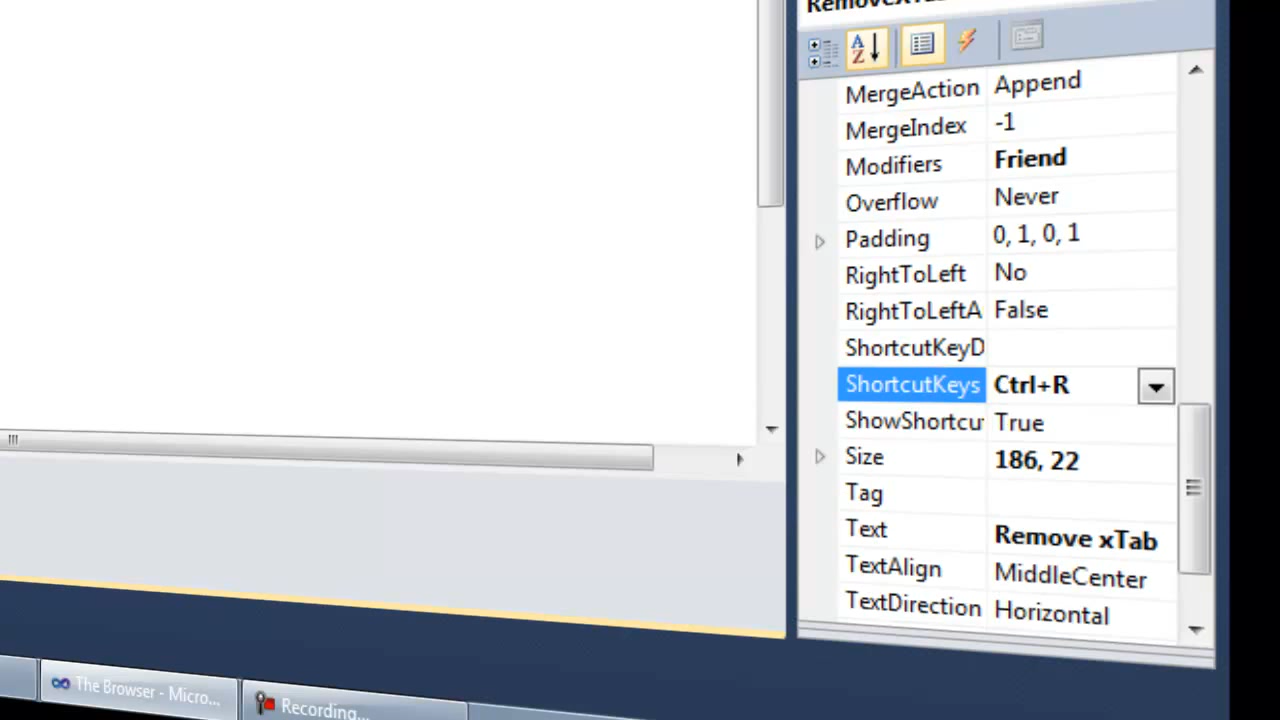 MergeAction Append
MergeIndex -1
Modifiers Friend
Overflow Never
Padding 0, 1, 0, 1
RightToLeft No
RightToLeftA False
ShortcutKeyD
ShortcutKeys Ctrl+R
ShowShortcu True
Size 186, 22
Tag
Text Remove xTab
TextAlign MiddleCenter
TextDirection Horizontal
The Browser - Micro...
Recording...